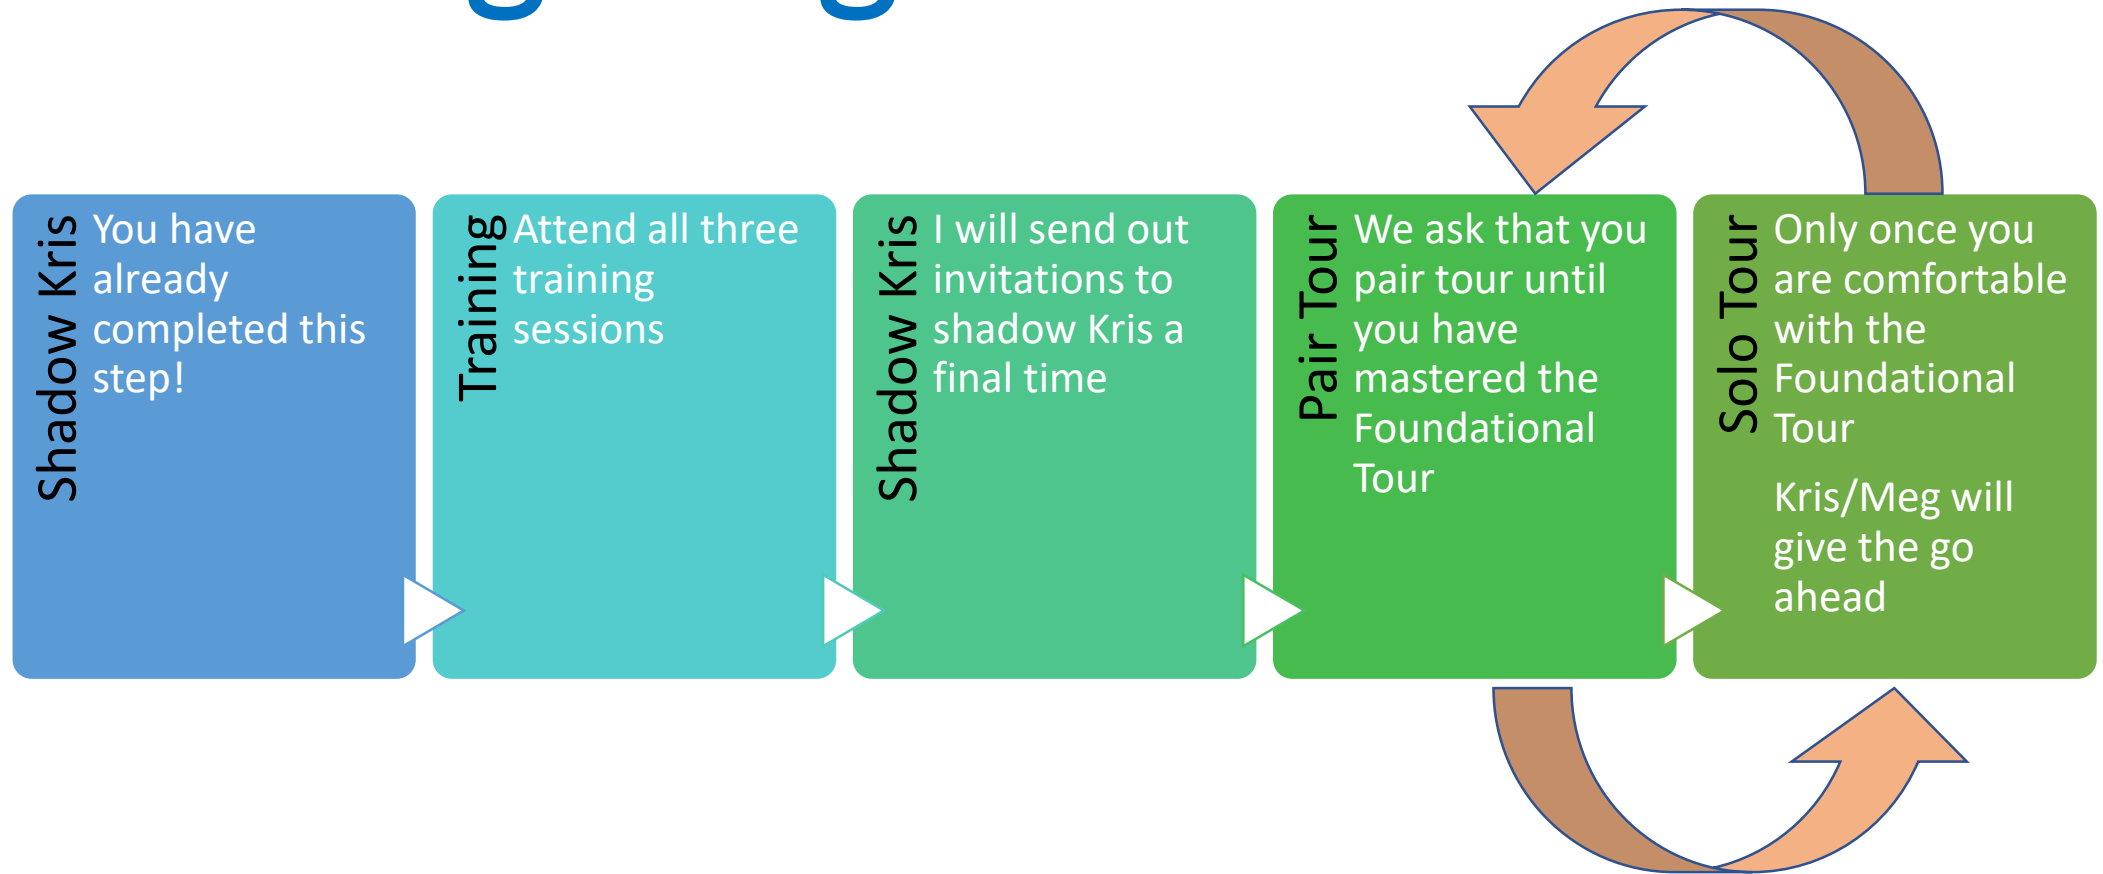 Shadow Kris
You have
already
completed this
step!
Training
Attend all three
training
sessions
Shadow Kris
I will send out
invitations to
shadow Kris a
final time
Pair Tour
We ask that you
pair tour until
you have
mastered the
Foundational
Tour
Solo Tour
Only once you
are comfortable
with the
Foundational
Tour
Kris/Meg will
give the go
ahead